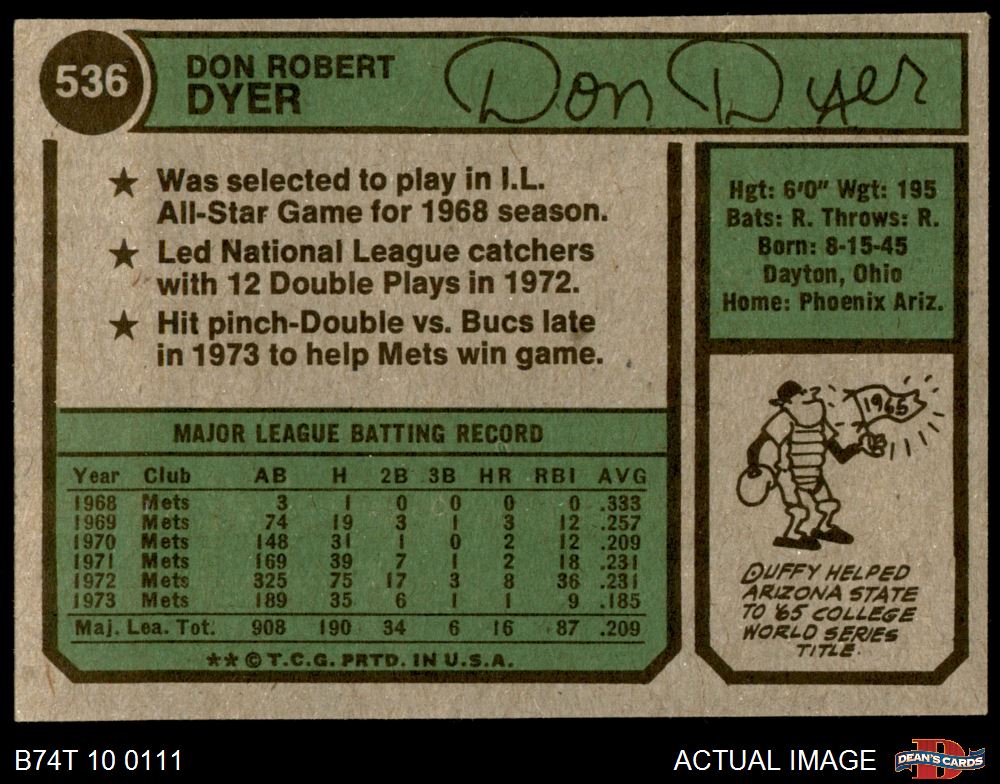 536
DON ROBERT
DYER
Don Dyer
★ Was selected to play in I.L.
All-Star Game for 1968 season.
★ Led National League catchers
with 12 Double Plays in 1972.
★ Hit pinch-Double vs. Bucs late
in 1973 to help Mets win game.
Hgt: 6'0" Wgt: 195
Bats: R. Throws: R.
Born: 8-15-45
Dayton, Ohio
Home: Phoenix Ariz.
MAJOR LEAGUE BATTING RECORD
Year Club AB H 2B 3B HR RBI AVG
1968 Mets 3 1 0 0 0 0 .333
1969 Mets 74 19 3 1 3 12 .257
1970 Mets 148 31 1 0 2 12 .209
1971 Mets 169 39 7 1 2 18 .231
1972 Mets 325 75 17 3 8 36 .231
1973 Mets 189 35 6 1 1 9 .185
Maj. Lea. Tot. 908 190 34 6 16 87 .209
★★ © T.C.G. PRTD. IN U.S.A.
1965
DUFFY HELPED
ARIZONA STATE
TO '65 COLLEGE
WORLD SERIES
TITLE.
B74T 10 0111
ACTUAL IMAGE
D
DEAN'S CARDS